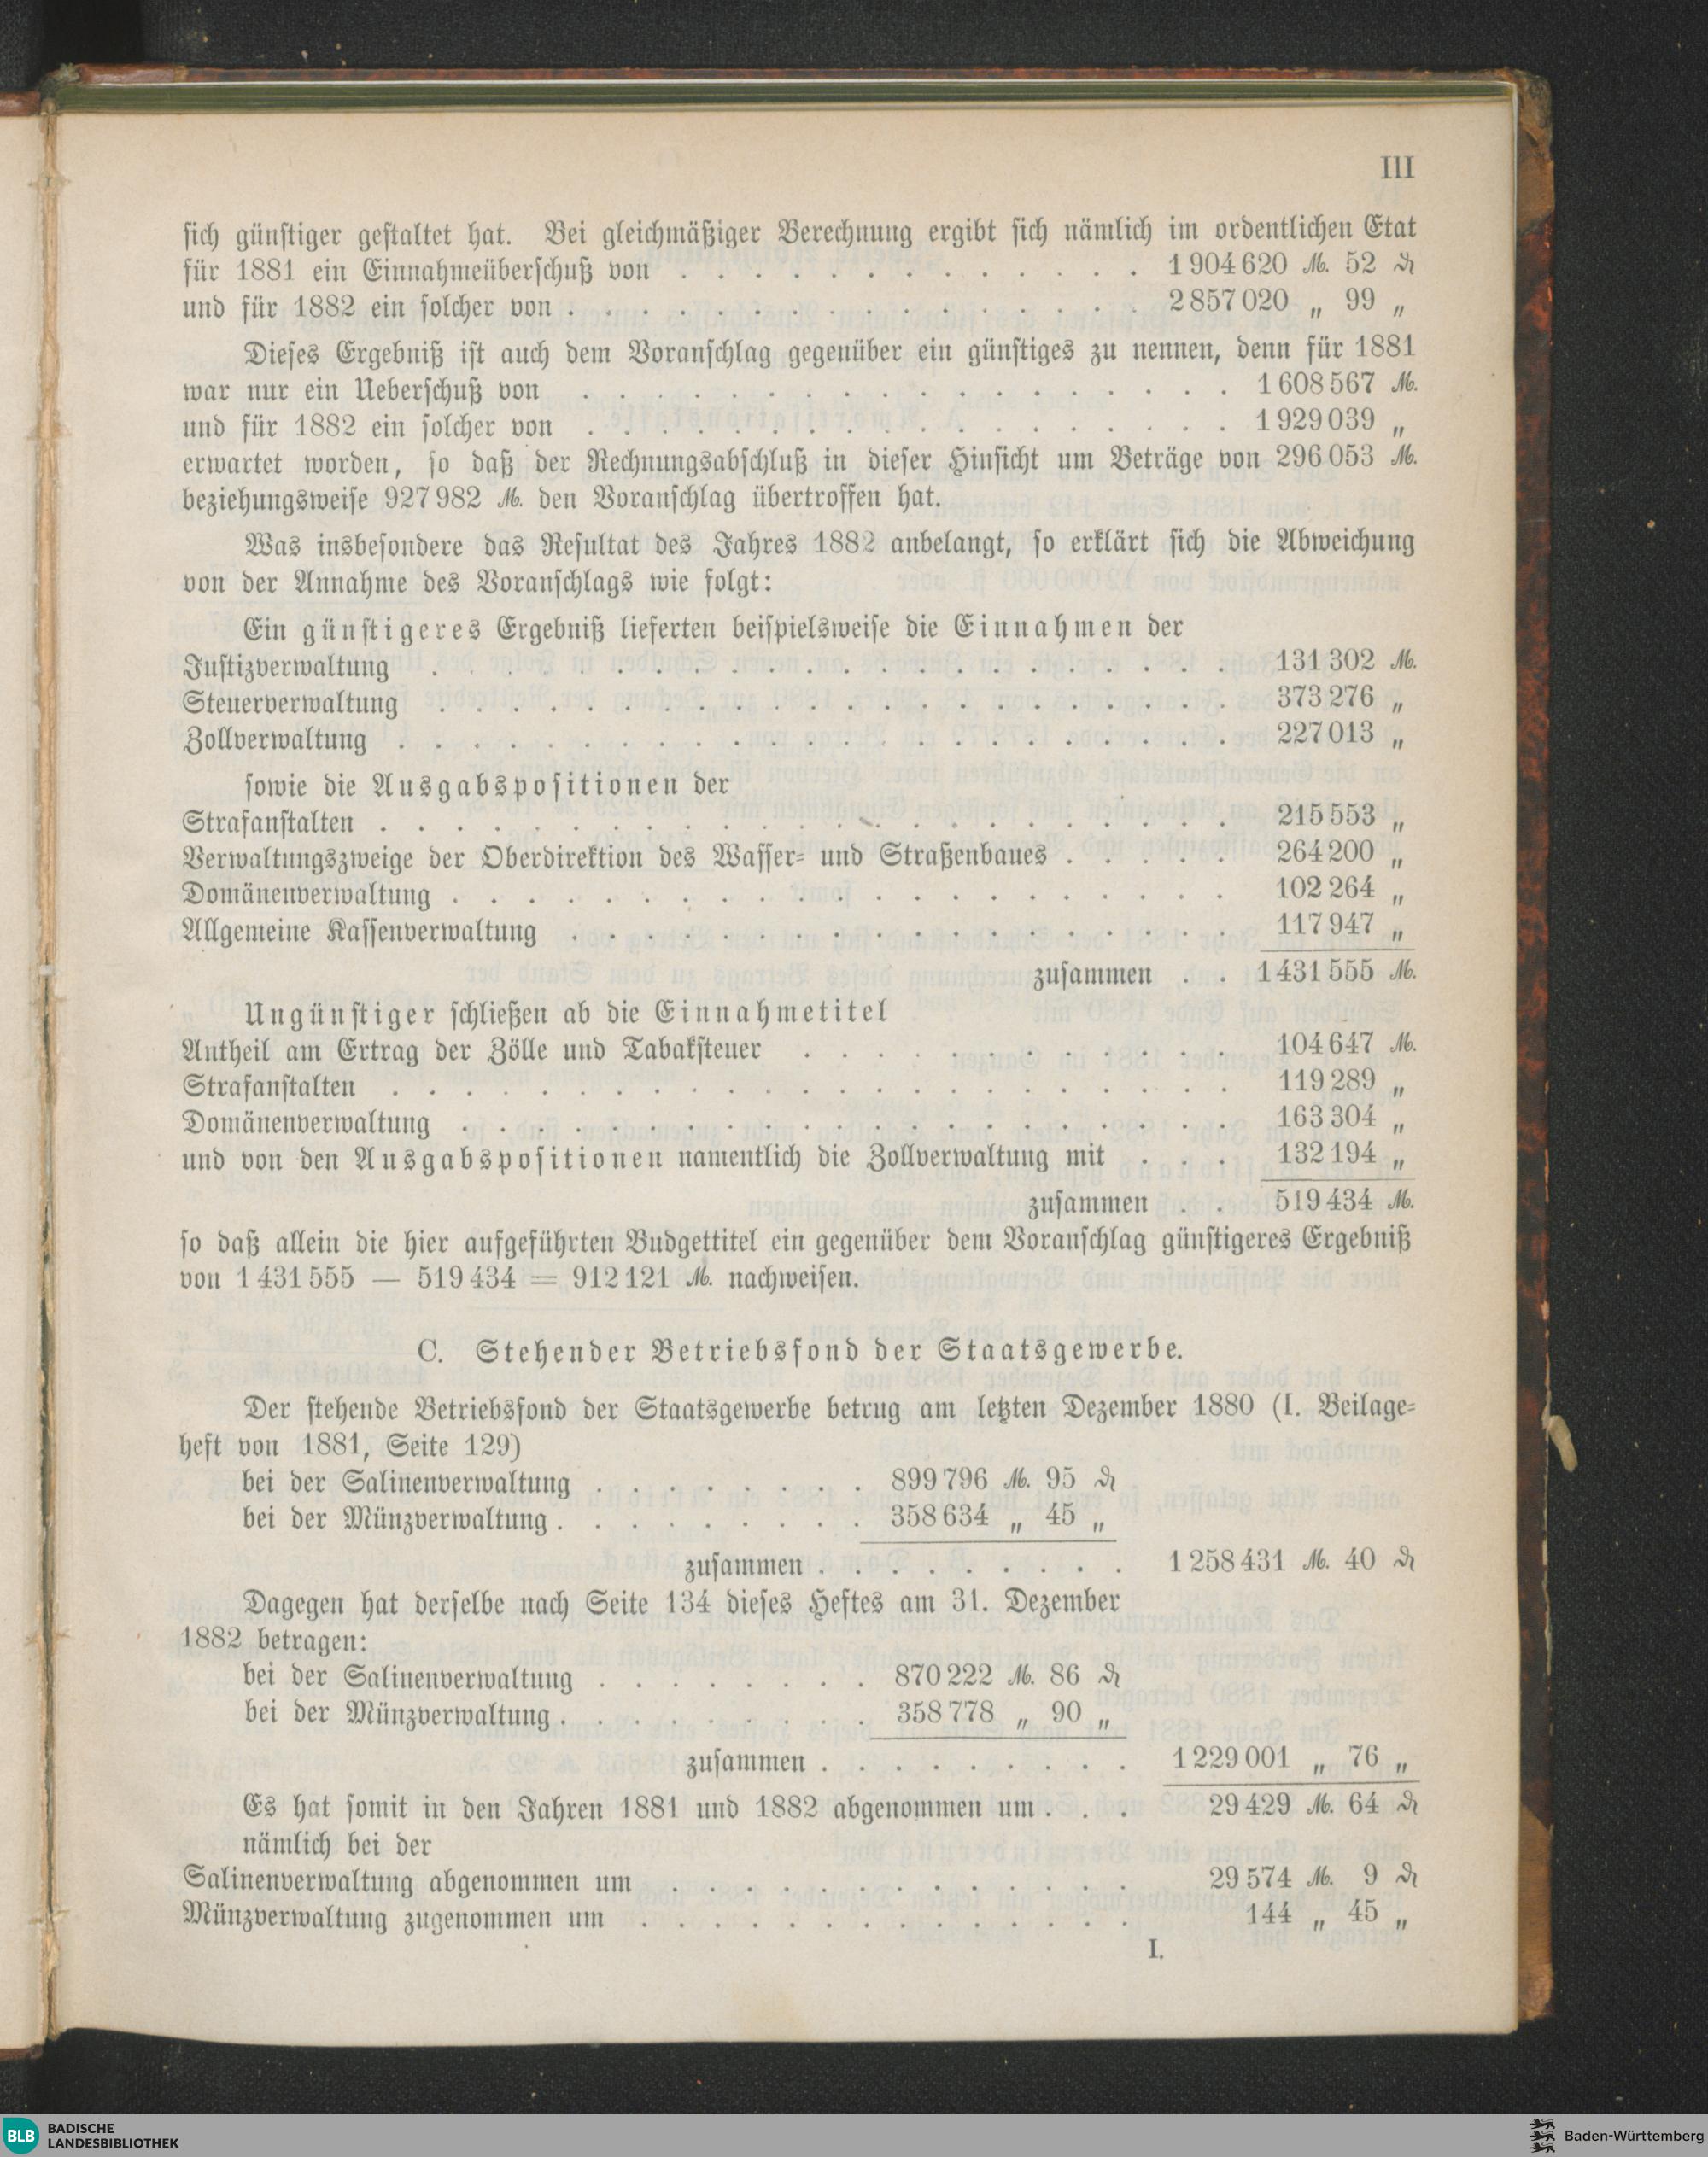 III
sich günstiger gestaltet hat. Bei gleichmäßiger Berechnung ergibt sich nämlich im ordentlichen Etat
für 1881 ein Einnahmeüberschuß von . . . . . . . . . . . . . 1 904 620 ℳ. 52 ₰
und für 1882 ein solcher von . . . . . . . . . . . . . . . . 2 857 020 „ 99 „
Dieses Ergebniß ist auch dem Voranschlag gegenüber ein günstiges zu nennen, denn für 1881
war nur ein Ueberschuß von . . . . . . . . . . . . . . . . . . 1 608 567 ℳ.
und für 1882 ein solcher von . . . . . . . . . . . . . . . . . . 1 929 039 „
erwartet worden, so daß der Rechnungsabschluß in dieser Hinsicht um Beträge von 296 053 ℳ.
beziehungsweise 927 982 ℳ. den Voranschlag übertroffen hat.
Was insbesondere das Resultat des Jahres 1882 anbelangt, so erklärt sich die Abweichung
von der Annahme des Voranschlags wie folgt:
Ein günstigeres Ergebniß lieferten beispielsweise die Einnahmen der
Justizverwaltung . . . . . . . . . . . . . . . . . . . . . . 131 302 ℳ.
Steuerverwaltung . . . . . . . . . . . . . . . . . . . . . . 373 276 „
Zollverwaltung . . . . . . . . . . . . . . . . . . . . . . . 227 013 „
sowie die Ausgabspositionen der
Strafanstalten . . . . . . . . . . . . . . . . . . . . . . . 215 553 „
Verwaltungszweige der Oberdirektion des Wasser- und Straßenbaues . . . . . 264 200 „
Domänenverwaltung . . . . . . . . . . . . . . . . . . . . . 102 264 „
Allgemeine Kassenverwaltung . . . . . . . . . . . . . . . . . . 117 947 „
zusammen . . 1 431 555 ℳ.
Ungünstiger schließen ab die Einnahmetitel
Antheil am Ertrag der Zölle und Tabaksteuer . . . . . . . . . . . . 104 647 ℳ.
Strafanstalten . . . . . . . . . . . . . . . . . . . . . . . 119 289 „
Domänenverwaltung . . . . . . . . . . . . . . . . . . . . . 163 304 „
und von den Ausgabspositionen namentlich die Zollverwaltung mit . . . 132 194 „
zusammen . . 519 434 ℳ.
so daß allein die hier aufgeführten Budgettitel ein gegenüber dem Voranschlag günstigeres Ergebniß
von 1 431 555 — 519 434 = 912 121 ℳ. nachweisen.
C. Stehender Betriebsfond der Staatsgewerbe.
Der stehende Betriebsfond der Staatsgewerbe betrug am letzten Dezember 1880 (I. Beilage-
heft von 1881, Seite 129)
bei der Salinenverwaltung . . . . . . . . 899 796 ℳ. 95 ₰
bei der Münzverwaltung . . . . . . . . . 358 634 „ 45 „
zusammen . . . . . . . . . 1 258 431 ℳ. 40 ₰
Dagegen hat derselbe nach Seite 134 dieses Heftes am 31. Dezember
1882 betragen:
bei der Salinenverwaltung . . . . . . . . 870 222 ℳ. 86 ₰
bei der Münzverwaltung . . . . . . . . . 358 778 „ 90 „
zusammen . . . . . . . . . 1 229 001 „ 76 „
Es hat somit in den Jahren 1881 und 1882 abgenommen um . . . 29 429 ℳ. 64 ₰
nämlich bei der
Salinenverwaltung abgenommen um . . . . . . . . . . . . . 29 574 ℳ. 9 ₰
Münzverwaltung zugenommen um . . . . . . . . . . . . . . 144 „ 45 „
I.
BLB BADISCHE
LANDESBIBLIOTHEK
Baden-Württemberg